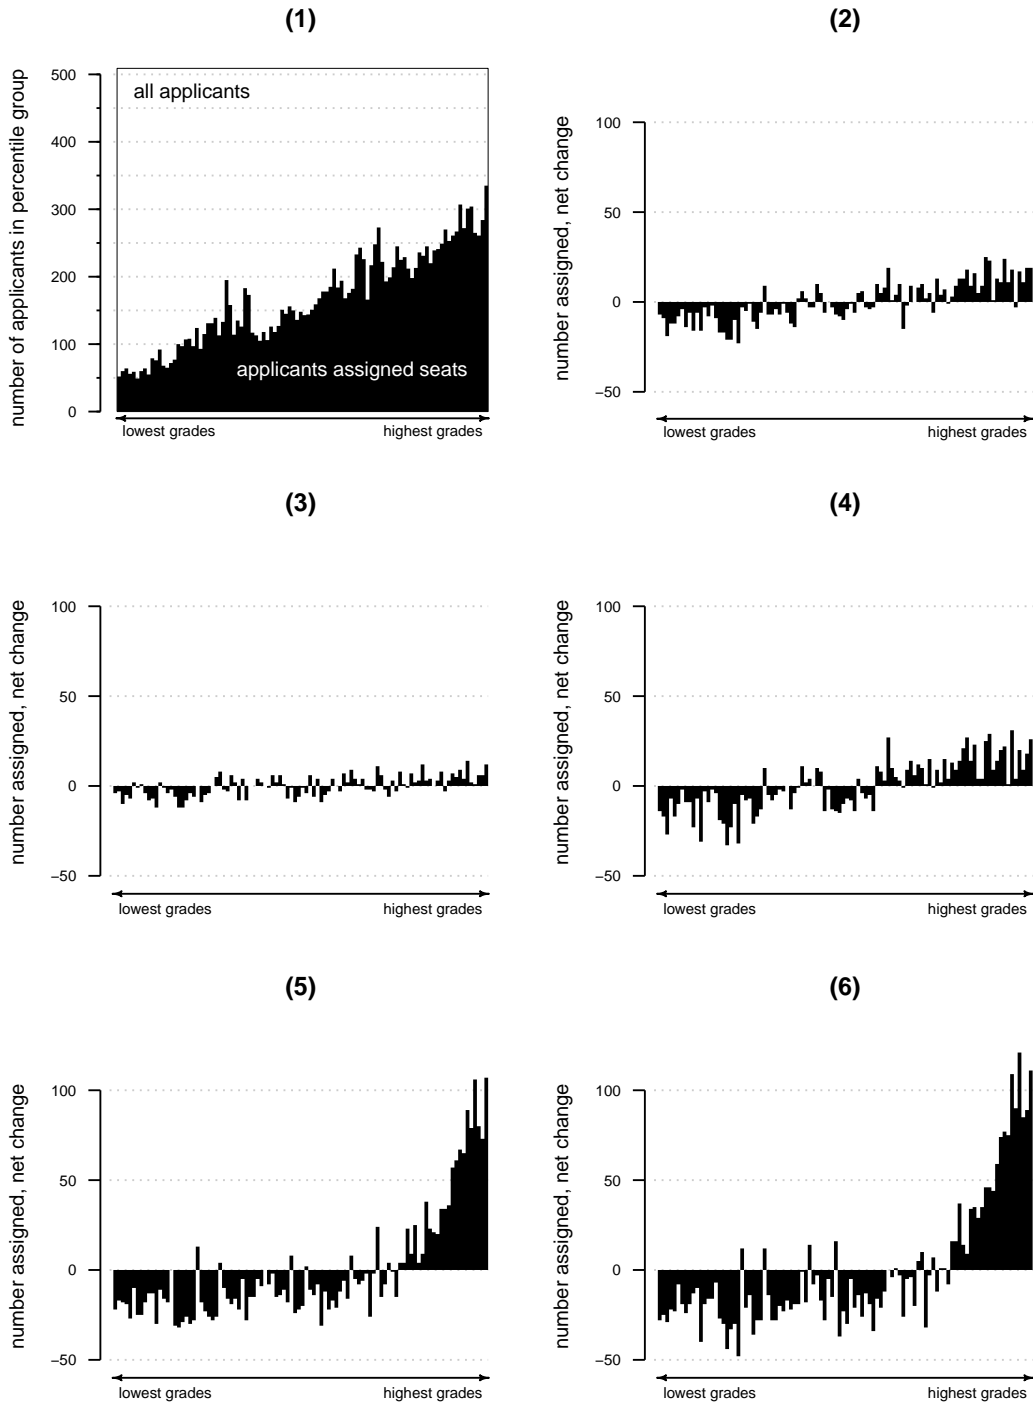 (1)
number of applicants in percentile group
500
400
300
200
100
0
all applicants
applicants assigned seats
lowest grades
highest grades
(2)
number assigned, net change
100
50
0
−50
lowest grades
highest grades
(3)
number assigned, net change
100
50
0
−50
lowest grades
highest grades
(4)
number assigned, net change
100
50
0
−50
lowest grades
highest grades
(5)
number assigned, net change
100
50
0
−50
lowest grades
highest grades
(6)
number assigned, net change
100
50
0
−50
lowest grades
highest grades